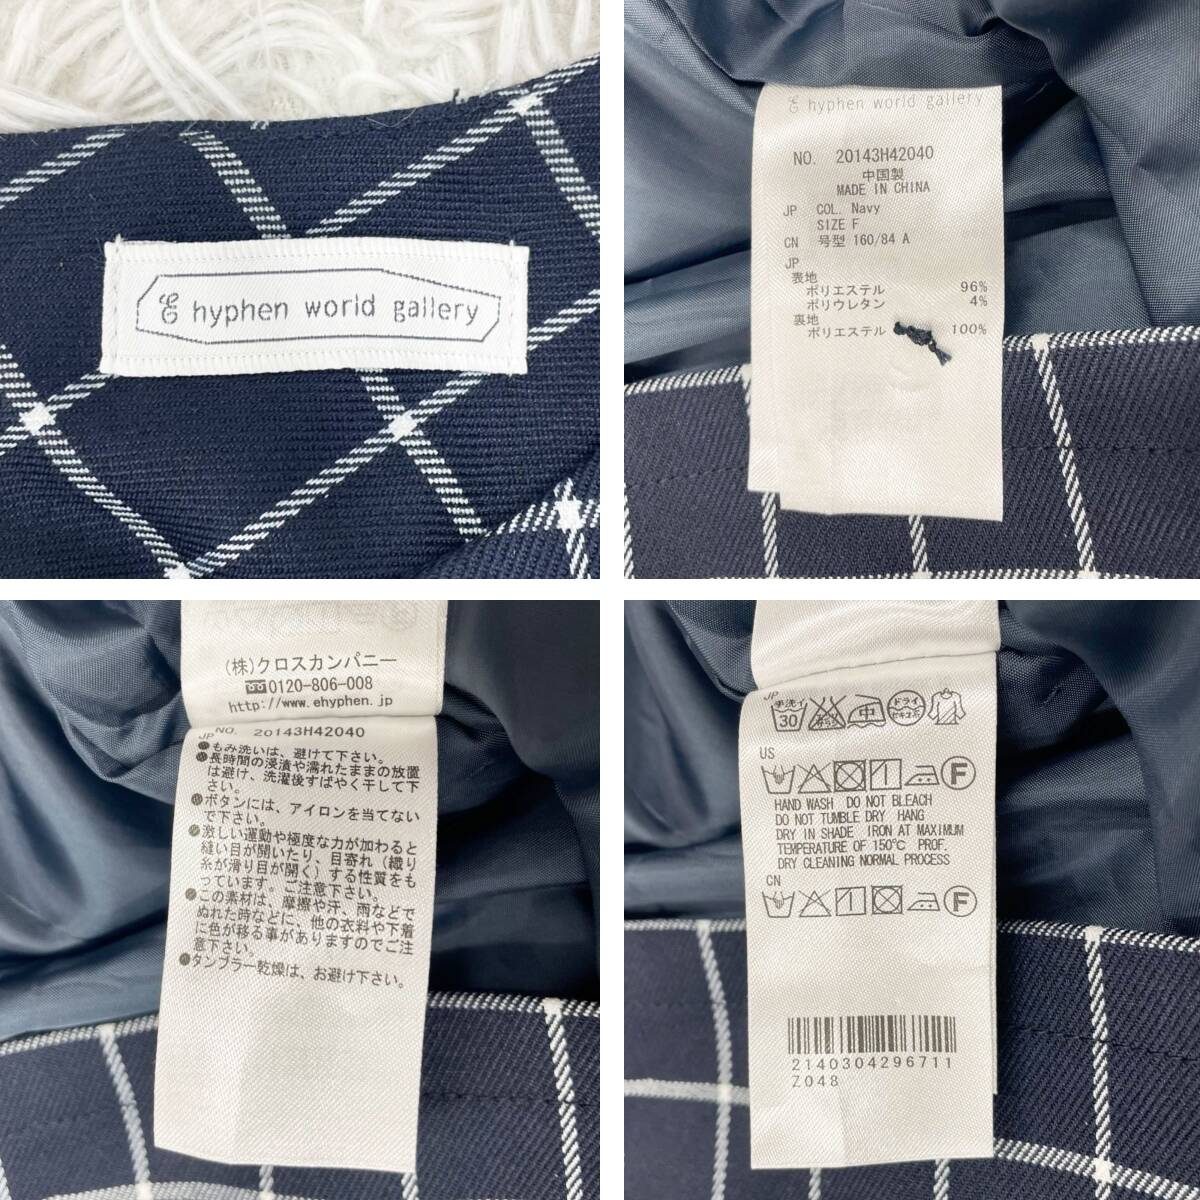 hyphen world gallery
hyphen world gallery
NO. 20143H42040
中国製
MADE IN CHINA
JP COL. Navy
SIZE F
CN 号型 160/84 A
JP
表地
ポリエステル 96%
ポリウレタン 4%
裏地
ポリエステル 100%
(株)クロスカンパニー
0120-806-008
http://www.ehyphen.jp/
JP NO. 20143H42040
●もみ洗いは、避けて下さい。
●長時間の浸漬や濡れたままの放置
は避け、洗濯後すばやく干して下
さい。
●ボタンには、アイロンを当てない
で下さい。
●激しい運動や極度な力が加わると
縫い目が開いたり、目寄れ(織り
糸が滑り目が開く)する性質をも
っています。ご注意下さい。
●この素材は、摩擦や汗、雨などで
ぬれた時などに、他の衣料や下着
に色が移る事がありますのでご注
意下さい。
●タンブラー乾燥は、お避け下さい。
JP
手洗イ 30 中 ドライ
US
F
HAND WASH DO NOT BLEACH
DO NOT TUMBLE DRY HANG
DRY IN SHADE IRON AT MAXIMUM
TEMPERATURE OF 150℃ PROF.
DRY CLEANING NORMAL PROCESS
CN
F
2140304296711
Z048